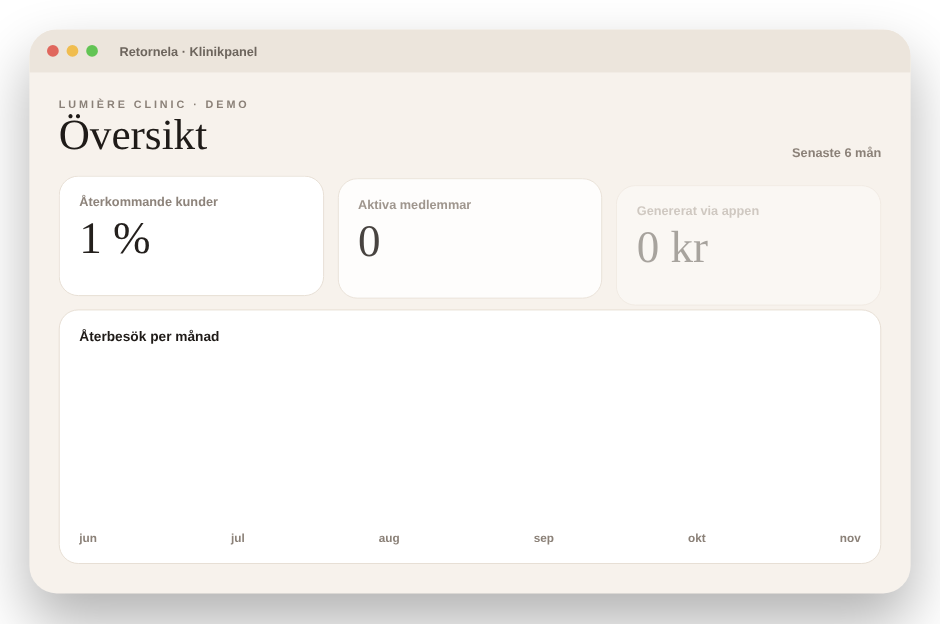 Retornela · Klinikpanel
LUMIÈRE CLINIC · DEMO
Översikt
Senaste 6 mån
Återkommande kunder
1 %
Aktiva medlemmar
0
Genererat via appen
0 kr
Återbesök per månad
jun jul aug sep okt nov